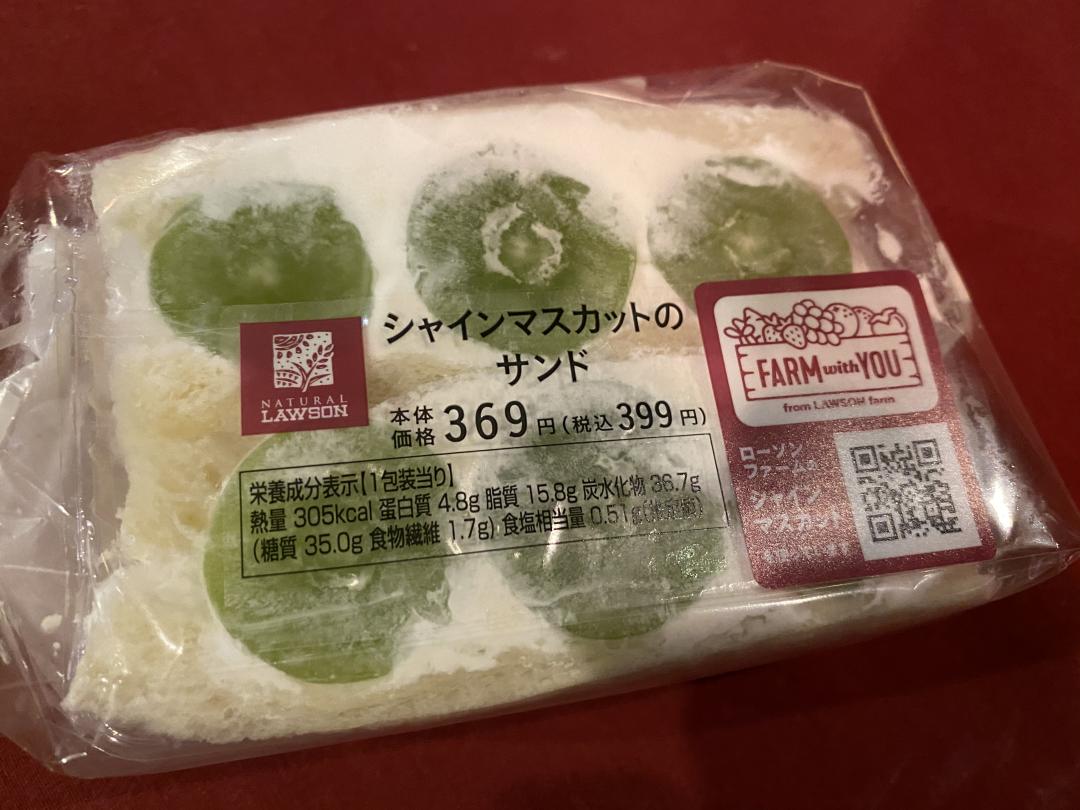 シャインマスカットの
サンド
NATURAL
LAWSON
本体
価格 369円(税込399円)
栄養成分表示【1包装当り】
熱量 305kcal 蛋白質 4.8g 脂質 15.8g 炭水化物 36.7g
(糖質 35.0g 食物繊維 1.7g) 食塩相当量 0.51g
FARM with YOU
from LAWSON farm
ローソン
ファームの
シャイン
マスカット